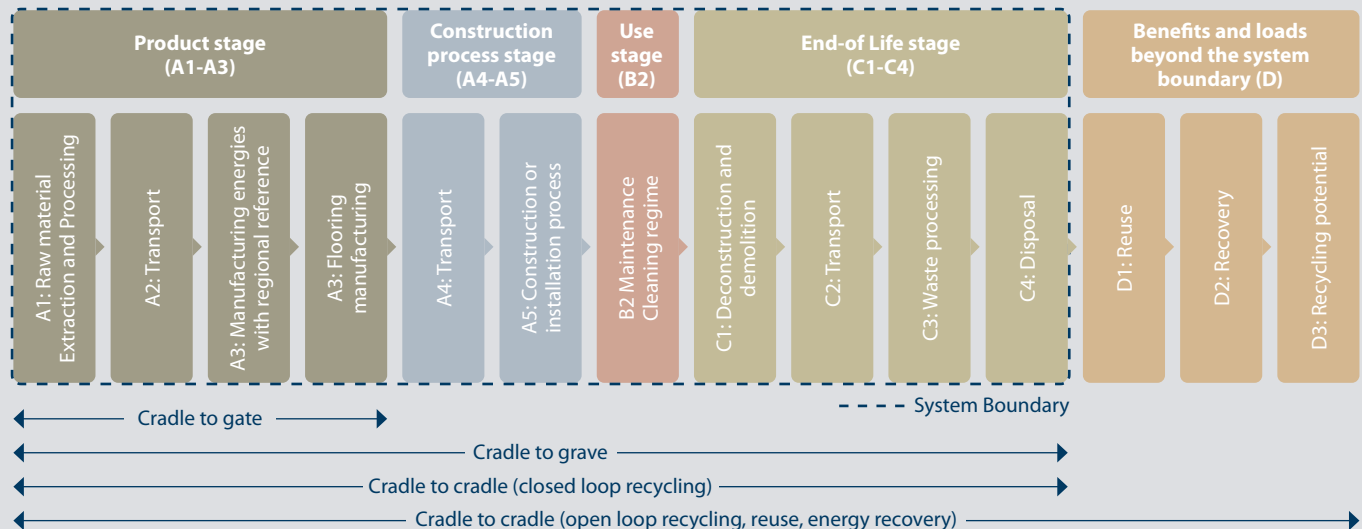 Product stage
(A1-A3)
Construction
process stage
(A4-A5)
Use
stage
(B2)
End-of Life stage
(C1-C4)
Benefits and loads
beyond the system
boundary (D)
A1: Raw material
Extraction and Processing
A2: Transport
A3: Manufacturing energies
with regional reference
A3: Flooring
manufacturing
A4: Transport
A5: Construction or
installation process
B2 Maintenance
Cleaning regime
C1: Deconstruction and
demolition
C2: Transport
C3: Waste processing
C4: Disposal
D1: Reuse
D2: Recovery
D3: Recycling potential
System Boundary
Cradle to gate
Cradle to grave
Cradle to cradle (closed loop recycling)
Cradle to cradle (open loop recycling, reuse, energy recovery)